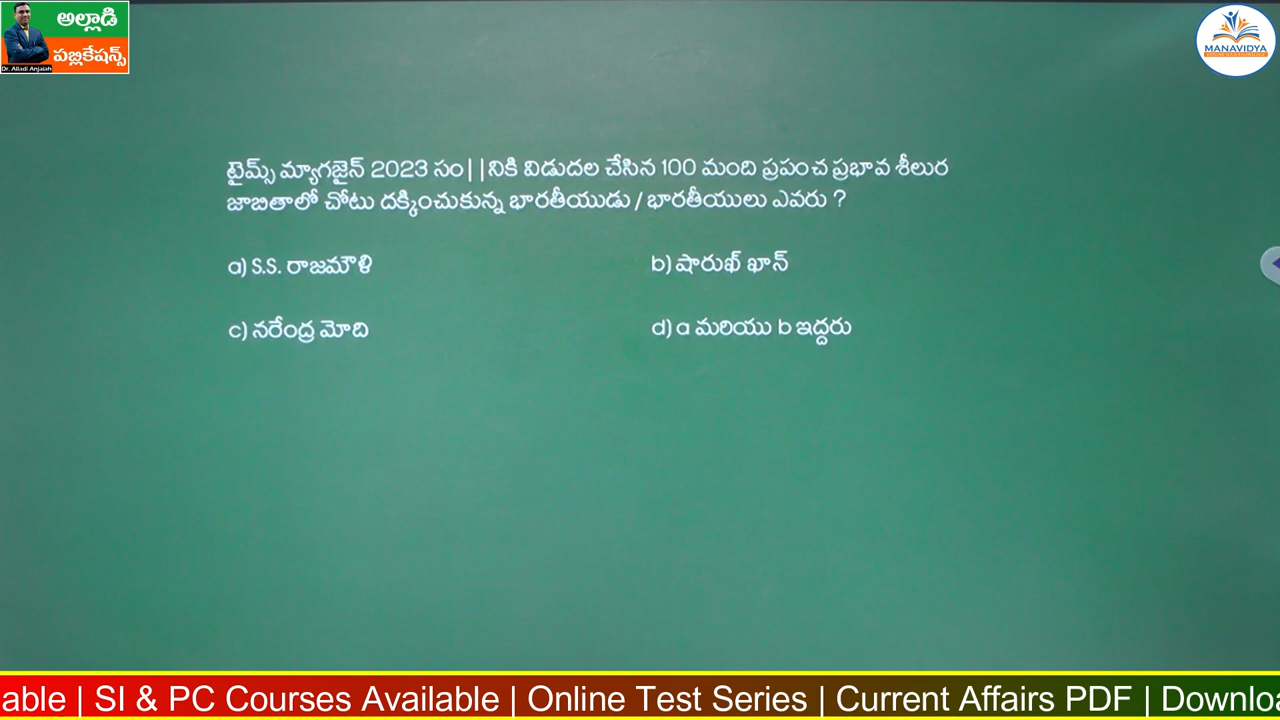 అల్లాడి
పబ్లికేషన్స్
Dr. Alladi Anjaiah
MANAVIDYA
టైమ్స్ మ్యాగజైన్ 2023 సం||నికి విడుదల చేసిన 100 మంది ప్రపంచ ప్రభావ శీలుర
జాబితాలో చోటు దక్కించుకున్న భారతీయుడు / భారతీయులు ఎవరు ?
a) S.S. రాజమౌళి
b) షారుఖ్ ఖాన్
c) నరేంద్ర మోది
d) a మరియు b ఇద్దరు
able | SI & PC Courses Available | Online Test Series | Current Affairs PDF | Downloa